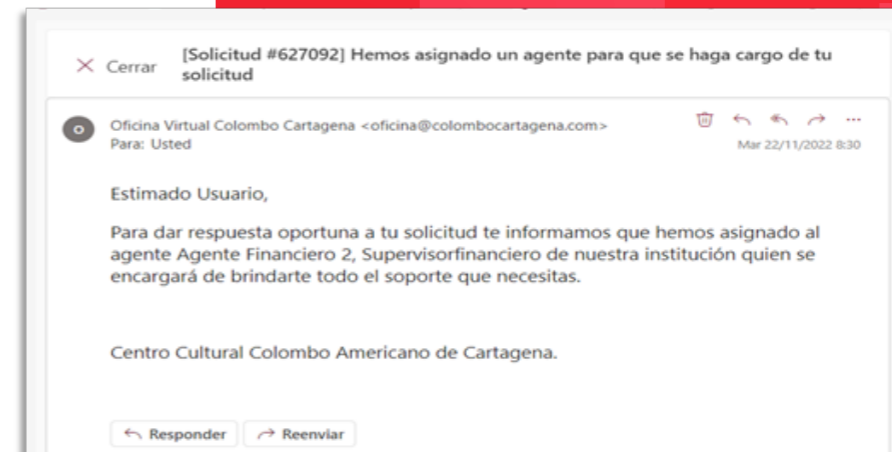 Cerrar
[Solicitud #627092] Hemos asignado un agente para que se haga cargo de tu
solicitud
O
Oficina Virtual Colombo Cartagena <oficina@colombocartagena.com>
Para: Usted
Mar 22/11/2022 8:30
Estimado Usuario,
Para dar respuesta oportuna a tu solicitud te informamos que hemos asignado al
agente Agente Financiero 2, Supervisorfinanciero de nuestra institución quien se
encargará de brindarte todo el soporte que necesitas.
Centro Cultural Colombo Americano de Cartagena.
Responder
Reenviar